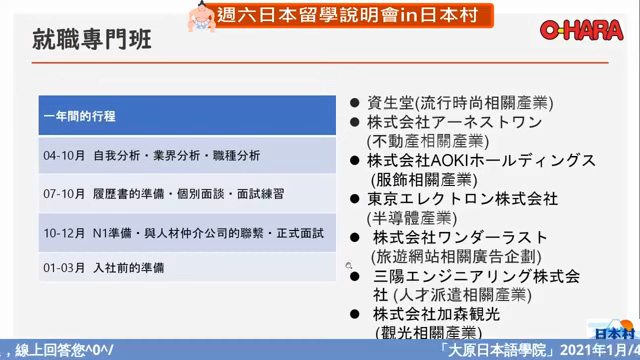 週六日本留學說明會in日本村
O-HARA
就職專門班
一年間的行程
04-10月 自我分析・業界分析・職種分析
07-10月 履歷書的準備・個別面談・面試練習
10-12月 N1準備・與人材仲介公司的聯繫・正式面試
01-03月 入社前的準備
● 資生堂(流行時尚相關產業)
● 株式会社アーネストワン
(不動產相關產業)
● 株式会社AOKIホールディングス
(服飾相關產業)
● 東京エレクトロン株式会社
(半導體產業)
● 株式会社ワンダーラスト
(旅遊網站相關廣告企劃)
● 三陽エンジニアリング株式会
社 (人才派遣相關產業)
● 株式会社加森観光
(觀光相關產業)
日本村
，線上回答您^0^/
「大原日本語學院」2021年1月/4